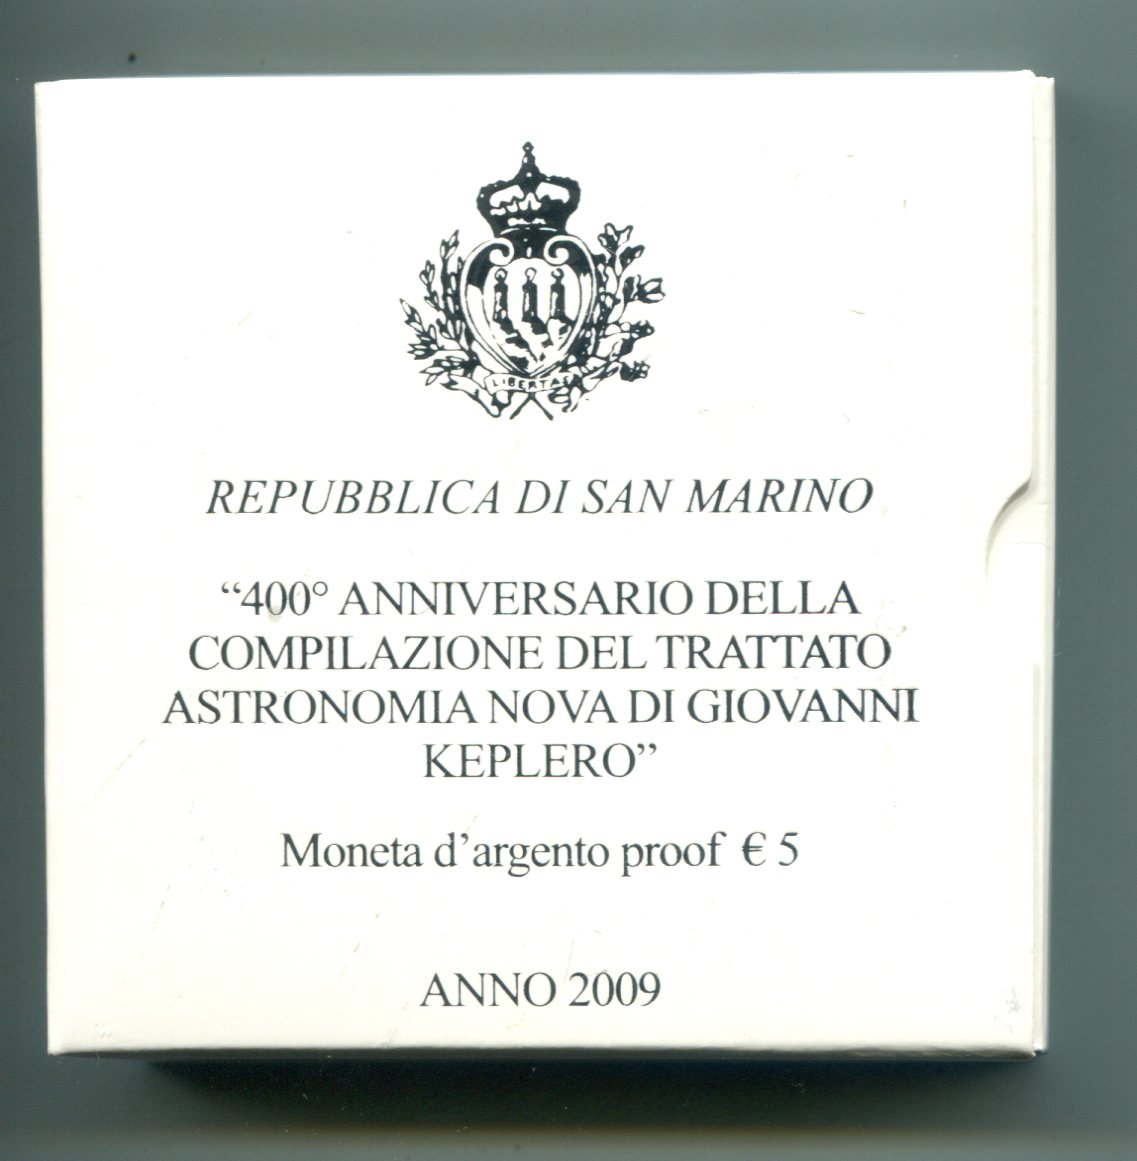 LIBERTAS
REPUBBLICA DI SAN MARINO
“400° ANNIVERSARIO DELLA
COMPILAZIONE DEL TRATTATO
ASTRONOMIA NOVA DI GIOVANNI
KEPLERO”
Moneta d’argento proof € 5
ANNO 2009